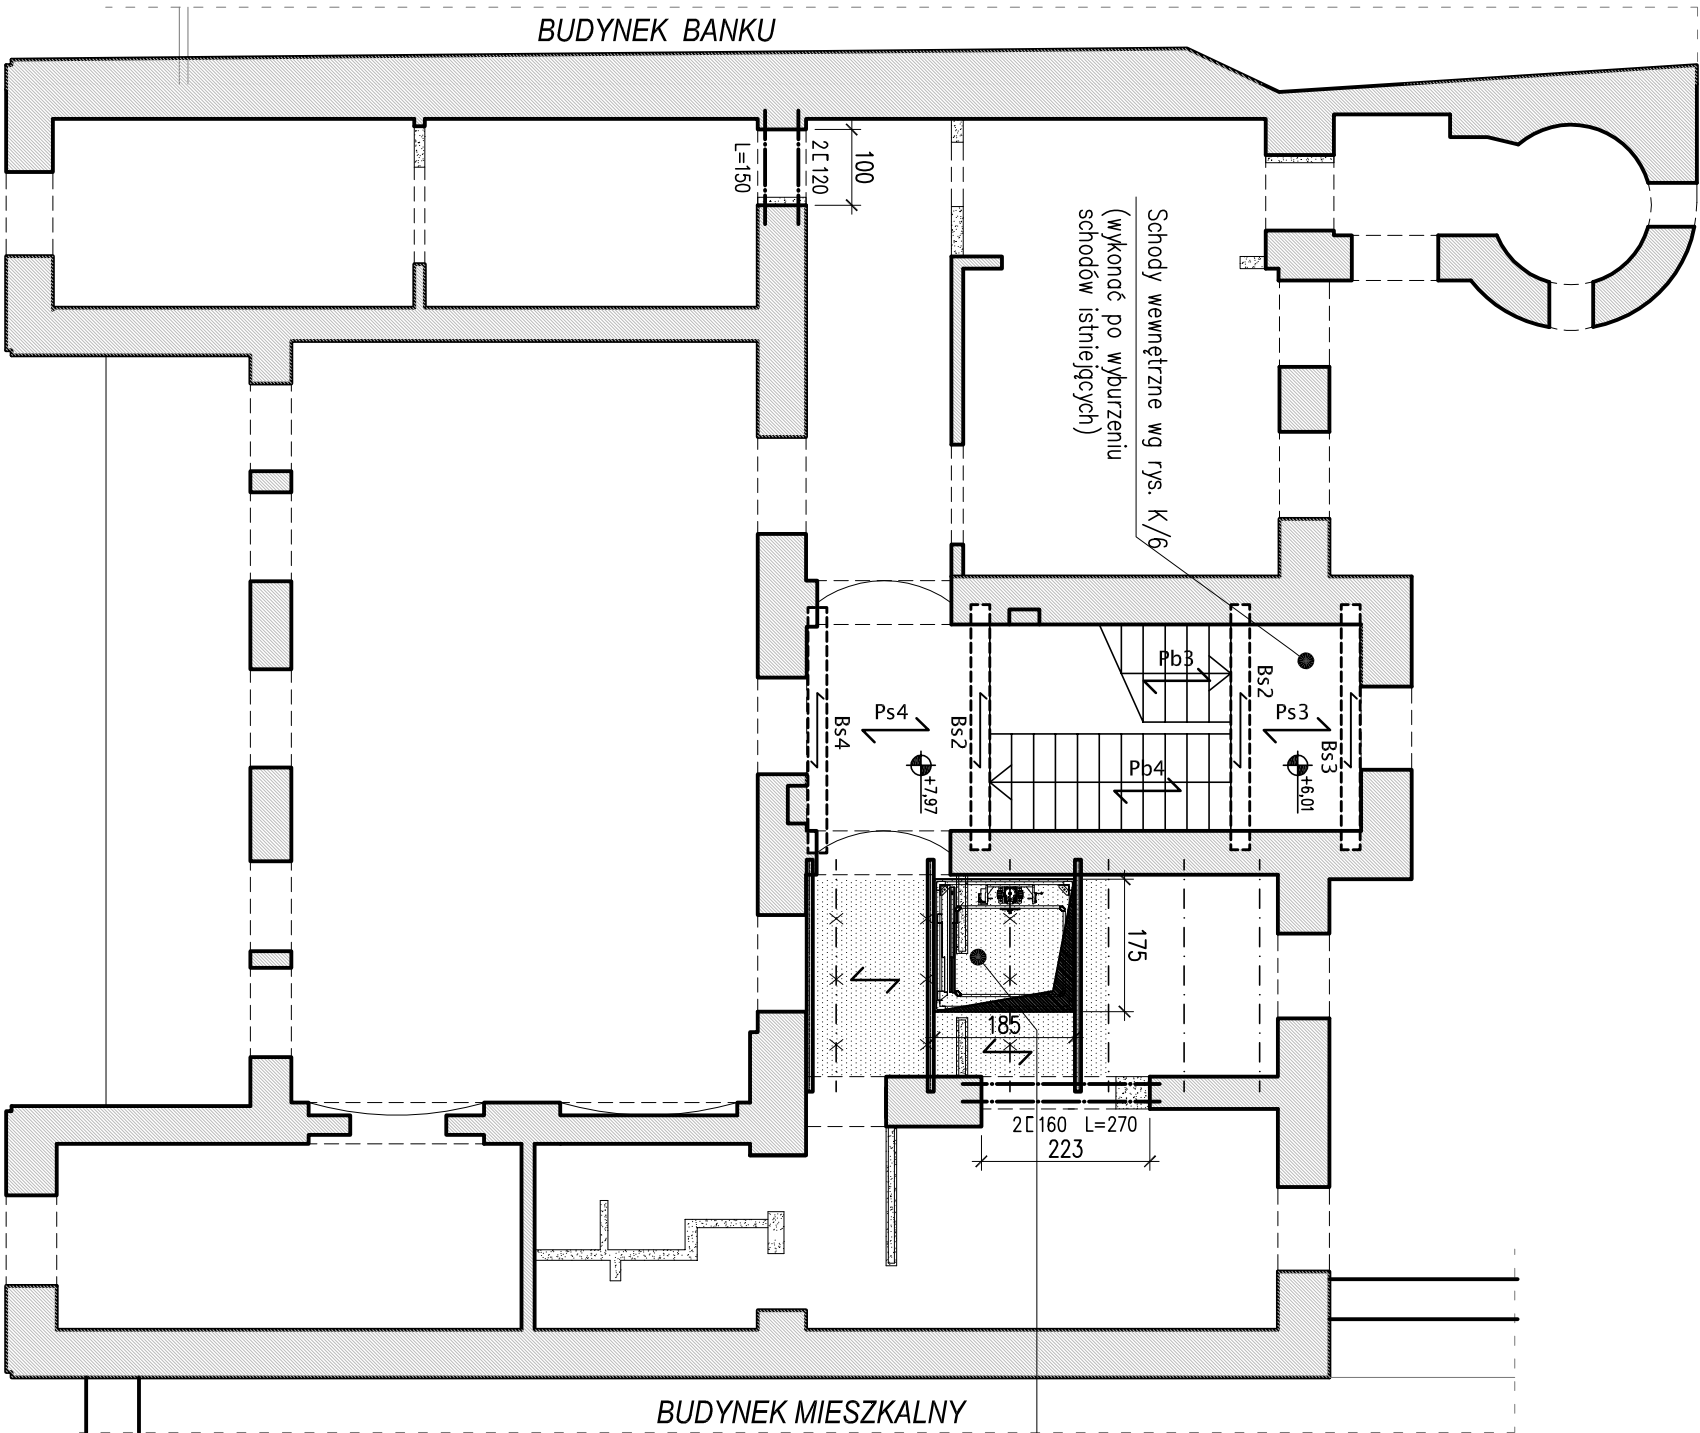 BUDYNEK BANKU
100
2[120
L=150
Schody wewnętrzne wg rys. K/6
(wykonać po wyburzeniu
schodów istniejących)
Pb3
Bs2
Ps3
Bs3
Ps4
Bs4
Bs2
Pb4
+7,97
+6,01
175
185
2[160 L=270
223
BUDYNEK MIESZKALNY